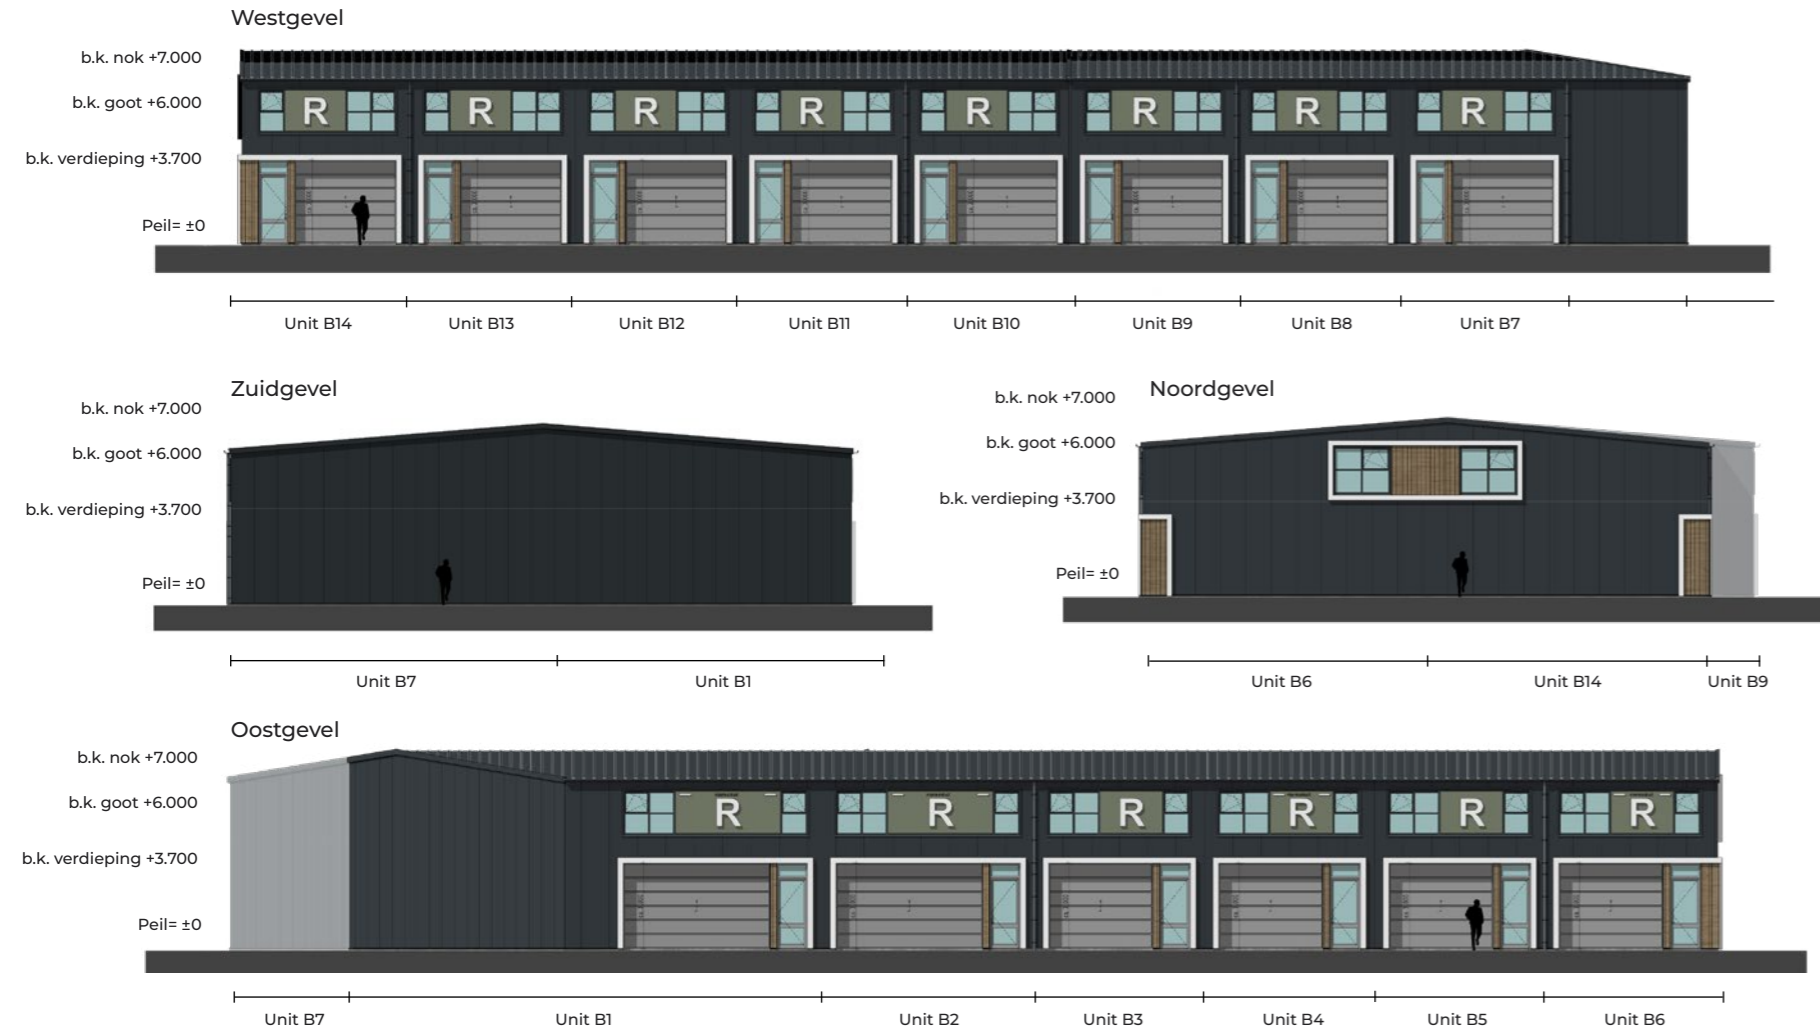 Westgevel
b.k. nok +7.000
b.k. goot +6.000
R R R R R R R R
b.k. verdieping +3.700
Peil= ±0
Unit B14 Unit B13 Unit B12 Unit B11 Unit B10 Unit B9 Unit B8 Unit B7
Zuidgevel
b.k. nok +7.000
b.k. goot +6.000
b.k. verdieping +3.700
Peil= ±0
Unit B7 Unit B1
Noordgevel
b.k. nok +7.000
b.k. goot +6.000
b.k. verdieping +3.700
Peil= ±0
Unit B6 Unit B14 Unit B9
Oostgevel
b.k. nok +7.000
b.k. goot +6.000
R R R R R R
b.k. verdieping +3.700
Peil= ±0
Unit B7 Unit B1 Unit B2 Unit B3 Unit B4 Unit B5 Unit B6